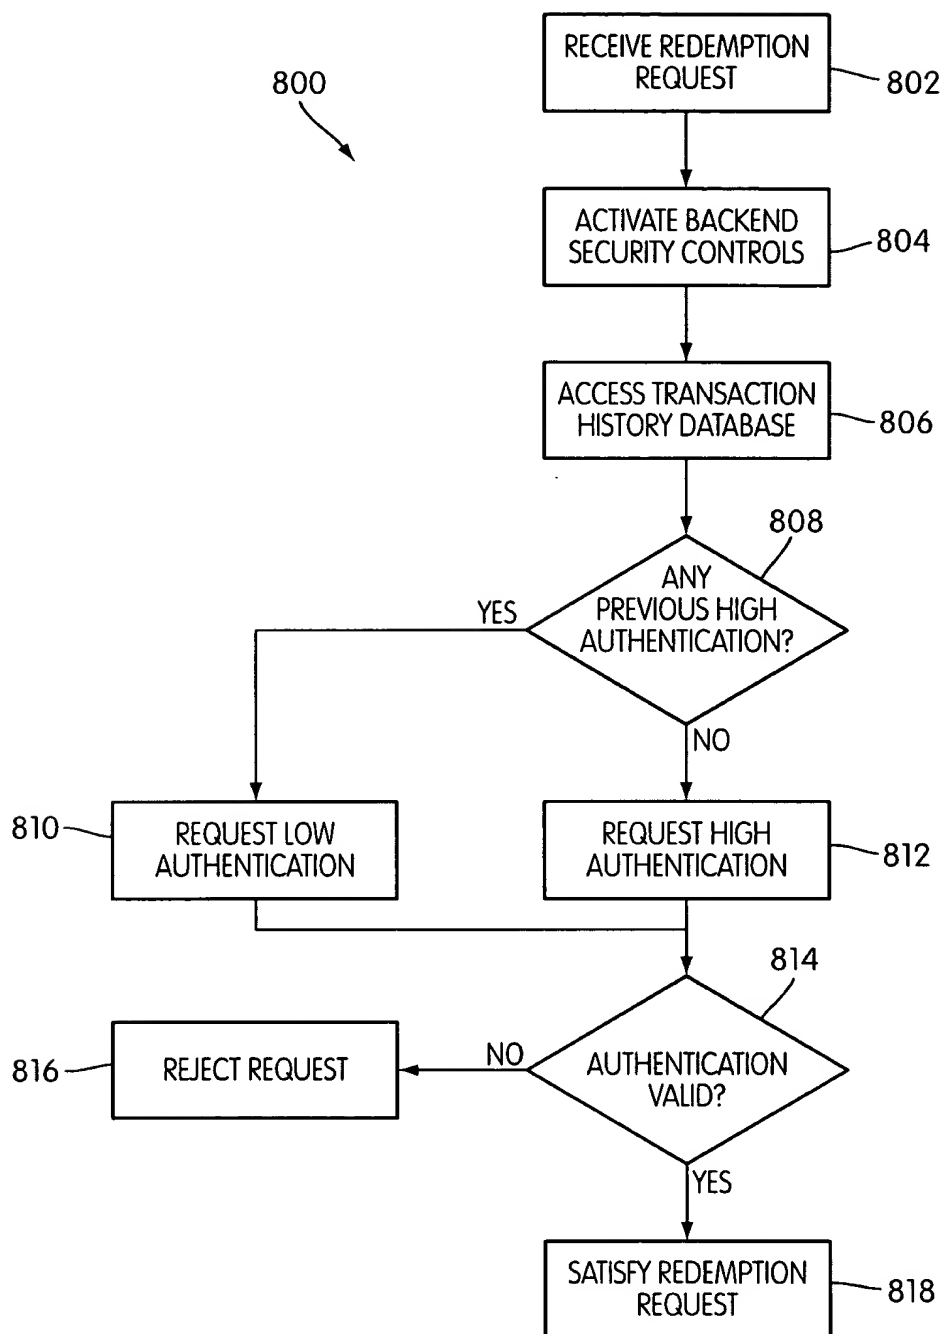 RECEIVE REDEMPTION
REQUEST
802
800
ACTIVATE BACKEND
SECURITY CONTROLS
804
ACCESS TRANSACTION
HISTORY DATABASE
806
808
ANY
PREVIOUS HIGH
AUTHENTICATION?
YES
NO
810
REQUEST LOW
AUTHENTICATION
REQUEST HIGH
AUTHENTICATION
812
814
AUTHENTICATION
VALID?
NO
816
REJECT REQUEST
YES
SATISFY REDEMPTION
REQUEST
818